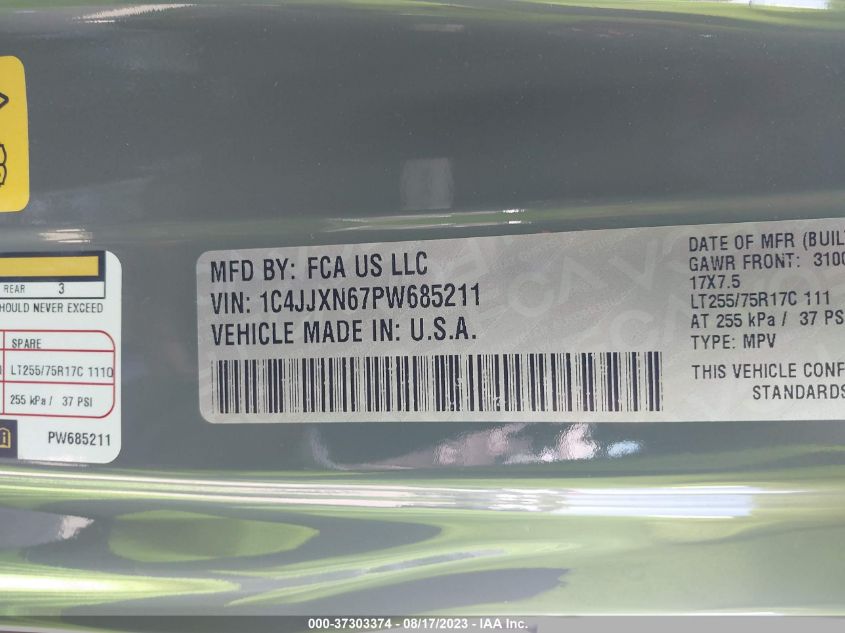 REAR 3
HOULD NEVER EXCEED
SPARE
LT255/75R17C 111
255 kPa / 37 PSI
PW685211
MFD BY: FCA US LLC
VIN: 1C4JJXN67PW685211
VEHICLE MADE IN: U.S.A.
DATE OF MFR (BUILT
GAWR FRONT: 3100
17X7.5
LT255/75R17C 111
AT 255 kPa / 37 PS
TYPE: MPV
THIS VEHICLE CONF
STANDARDS
000-37303374 - 08/17/2023 - IAA Inc.